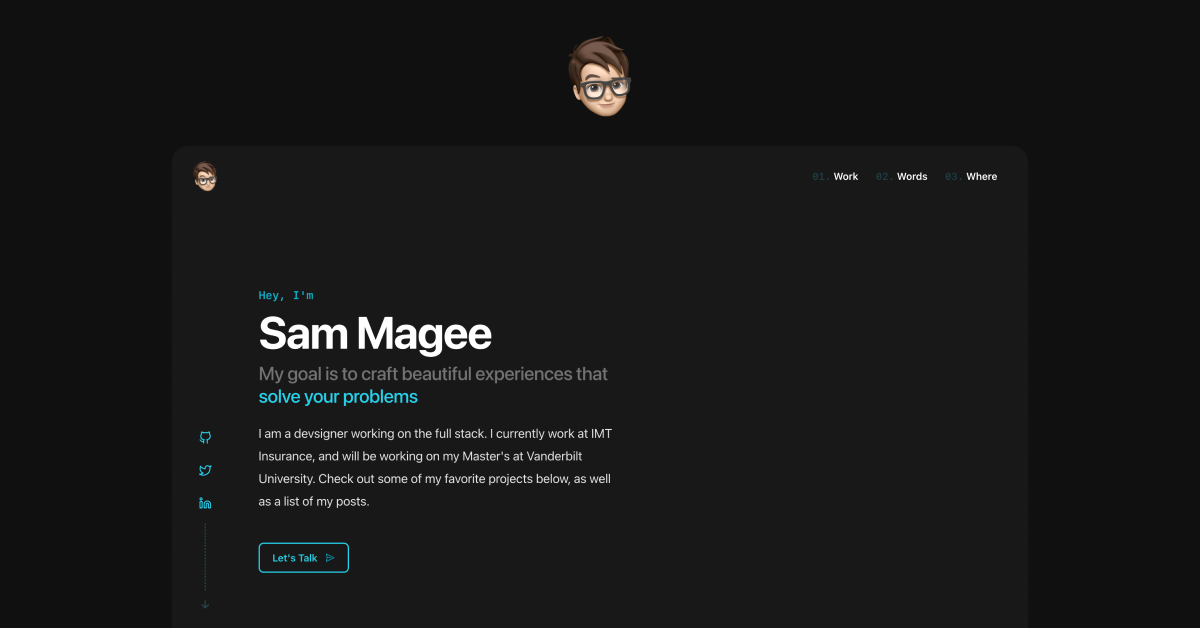 01. Work 02. Words 03. Where
Hey, I'm
Sam Magee
My goal is to craft beautiful experiences that
solve your problems
I am a devsigner working on the full stack. I currently work at IMT
Insurance, and will be working on my Master's at Vanderbilt
University. Check out some of my favorite projects below, as well
as a list of my posts.
Let's Talk